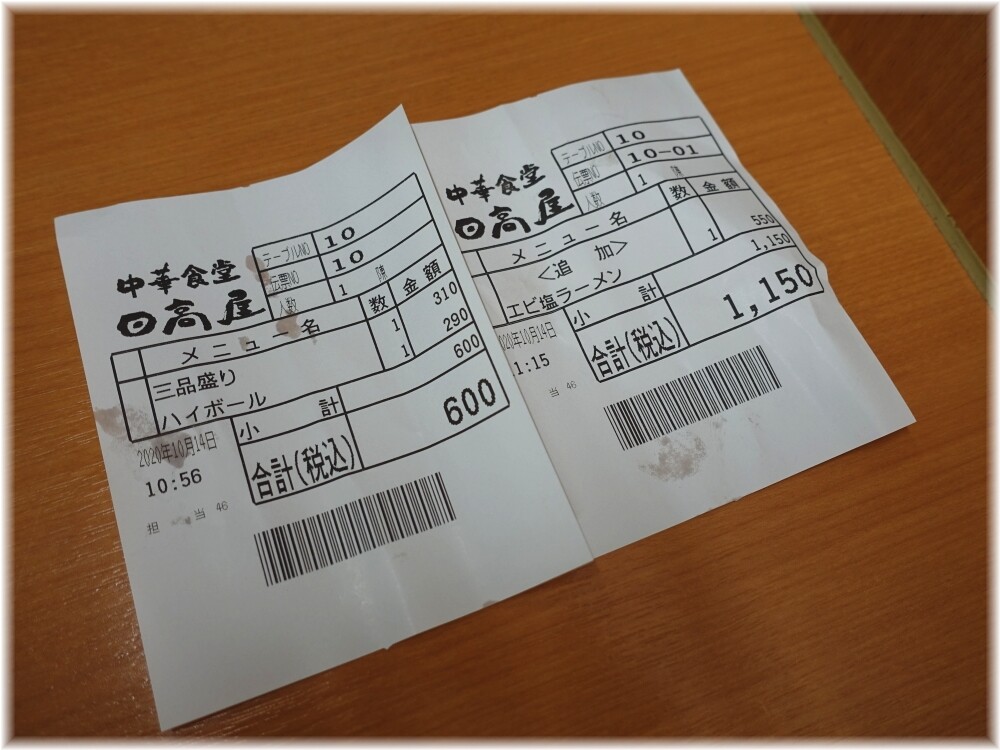 中華食堂
日高屋
テーブルNO 10
伝票NO 10
人数 1
メニュー名 数 金額
三品盛り 1 310
ハイボール 1 290
小計 600
合計(税込) 600
2020年10月14日
10:56
担当 46
中華食堂
日高屋
テーブルNO 10
伝票NO 10-01
人数 1
メニュー名 数 金額
<追 加>
エビ塩ラーメン 1 550
小計 1,150
合計(税込) 1,150
020年10月14日
1:15
当 46